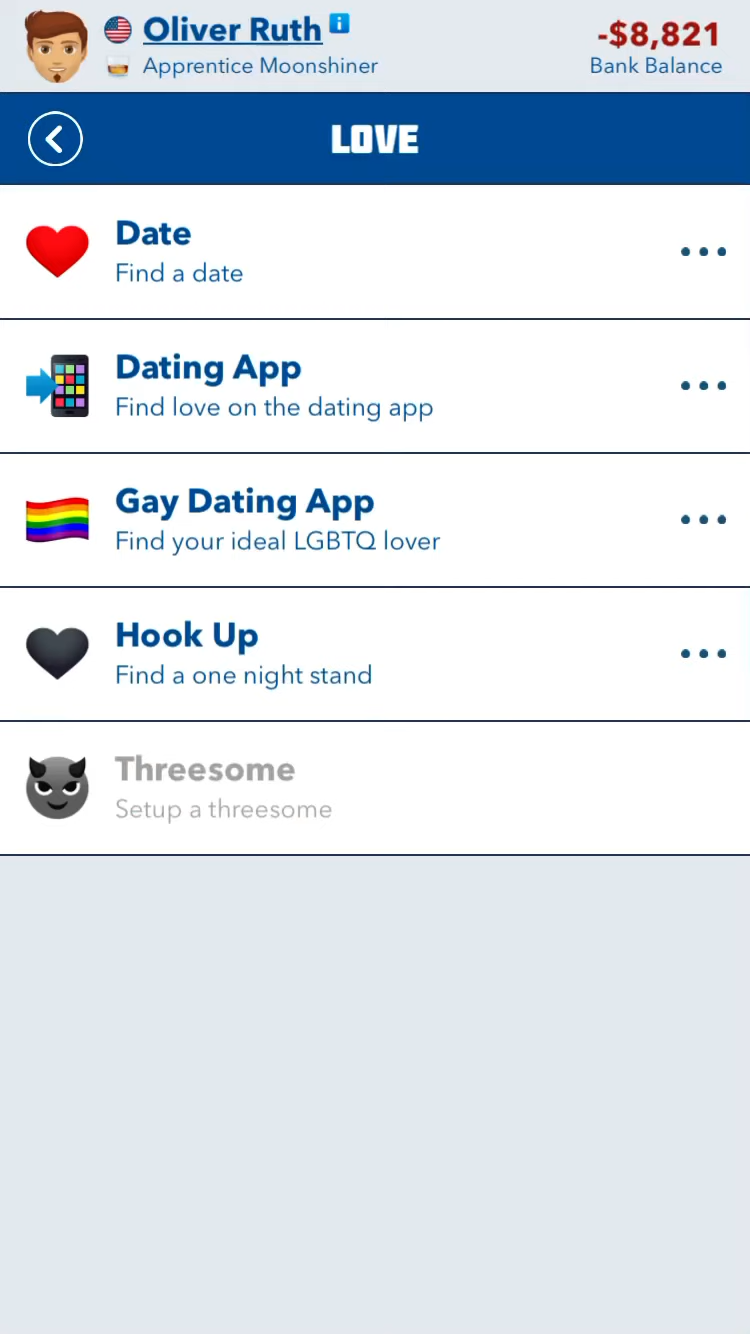 Oliver Ruth i
-$8,821
Apprentice Moonshiner
Bank Balance
LOVE
Date
Find a date
Dating App
Find love on the dating app
Gay Dating App
Find your ideal LGBTQ lover
Hook Up
Find a one night stand
Threesome
Setup a threesome